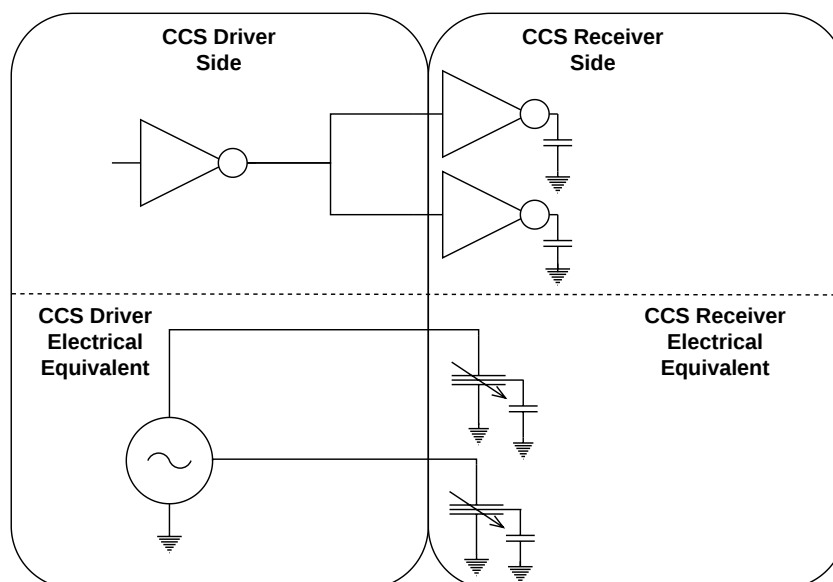 CCS Driver
Side
CCS Receiver
Side
CCS Driver
Electrical
Equivalent
CCS Receiver
Electrical
Equivalent